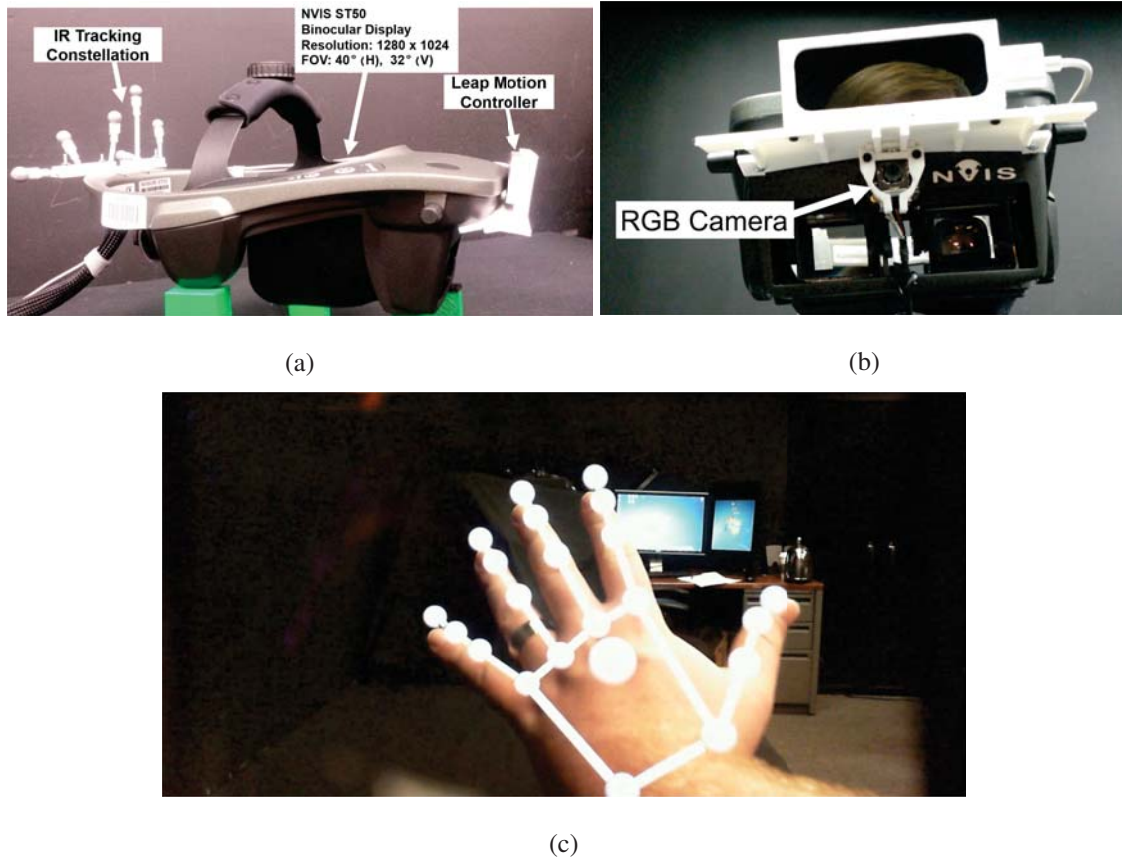 IR Tracking
Constellation
NVIS ST50
Binocular Display
Resolution: 1280 x 1024
FOV: 40° (H), 32° (V)
Leap Motion
Controller
(a)
NVIS
RGB Camera
(b)
(c)